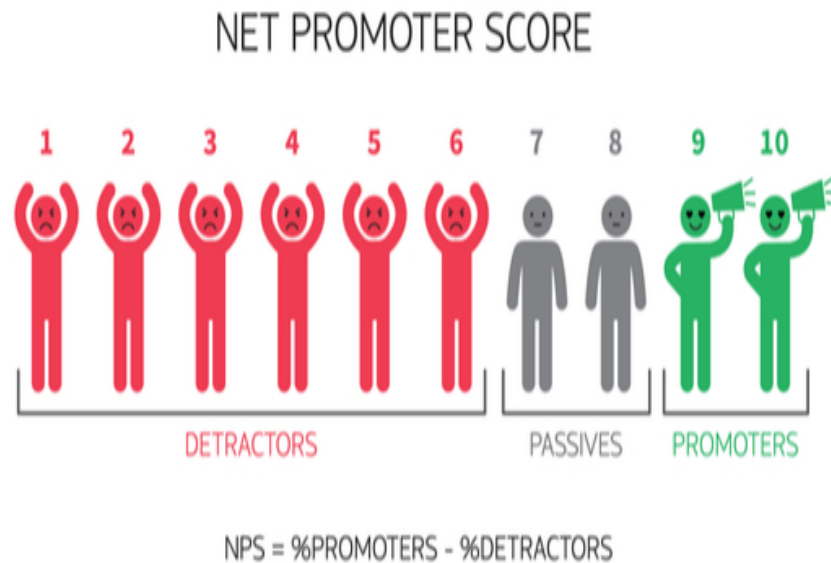 NET PROMOTER SCORE
1 2 3 4 5 6 7 8 9 10
DETRACTORS PASSIVES PROMOTERS
NPS = %PROMOTERS - %DETRACTORS